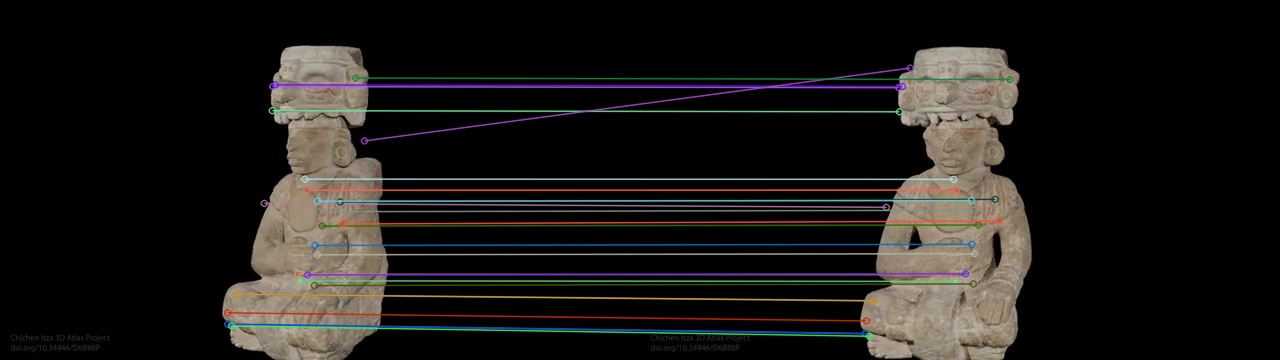 Chichen Itza 3D Atlas Project
doi.org/10.34946/D6B88P
Chichen Itza 3D Atlas Project
doi.org/10.34946/D6B88P